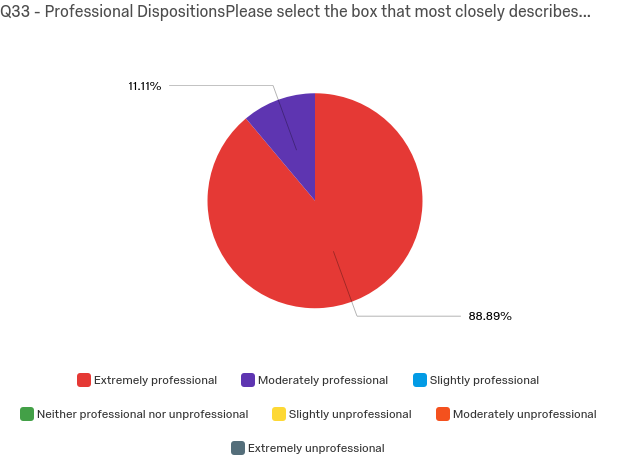 Q33 - Professional DispositionsPlease select the box that most closely describes...
11.11%
88.89%
Extremely professional
Moderately professional
Slightly professional
Neither professional nor unprofessional
Slightly unprofessional
Moderately unprofessional
Extremely unprofessional